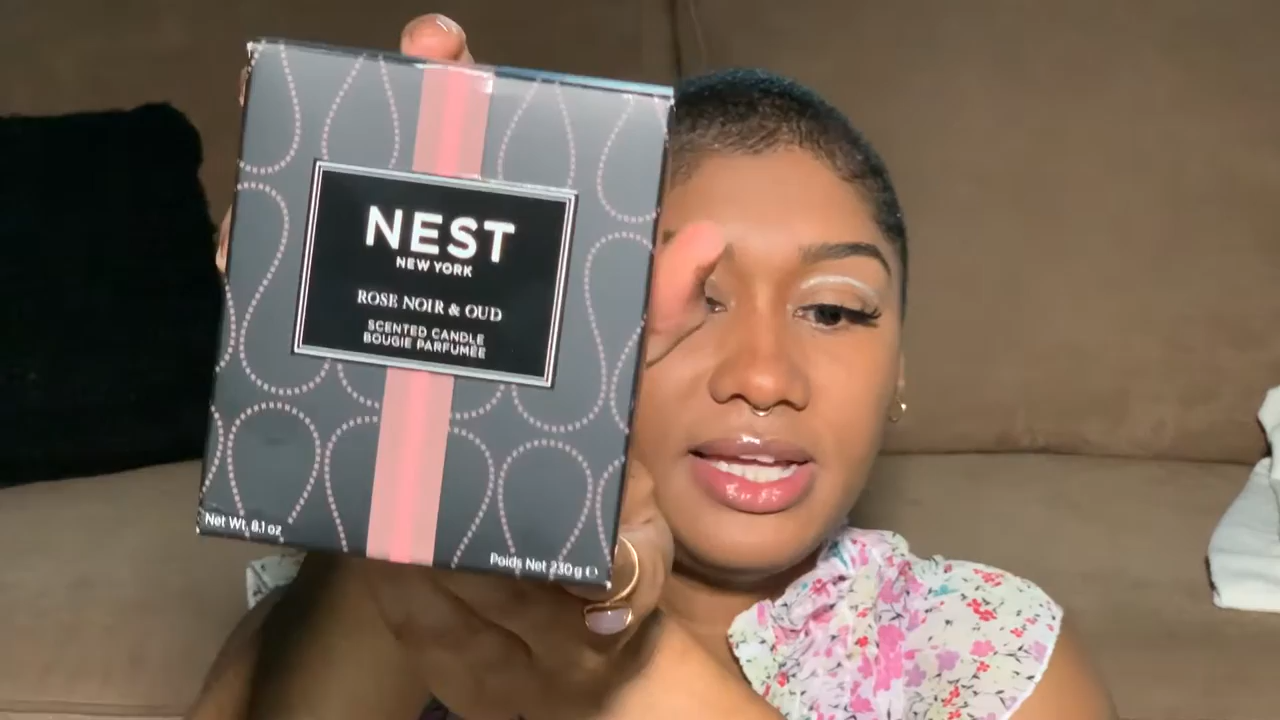 NEST
NEW YORK
ROSE NOIR & OUD
SCENTED CANDLE
BOUGIE PARFUMÉE
Net Wt. 8.1 oz
Poids Net 230 g ℮